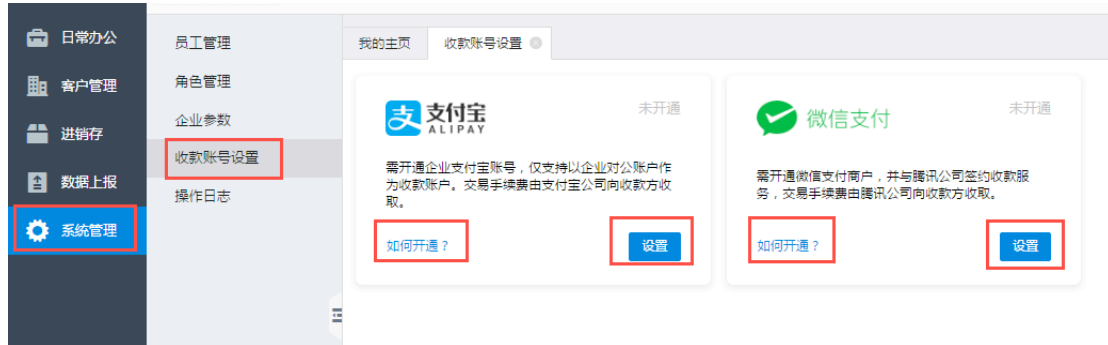 日常办公
客户管理
进销存
数据上报
系统管理
员工管理
角色管理
企业参数
收款账号设置
操作日志
我的主页
收款账号设置
支 支付宝
ALIPAY
未开通
需开通企业支付宝账号，仅支持以企业对公账户作
为收款账户。交易手续费由支付宝公司向收款方收
取。
如何开通？
设置
微信支付
未开通
需开通微信支付商户，并与腾讯公司签约收款服
务，交易手续费由腾讯公司向收款方收取。
如何开通？
设置